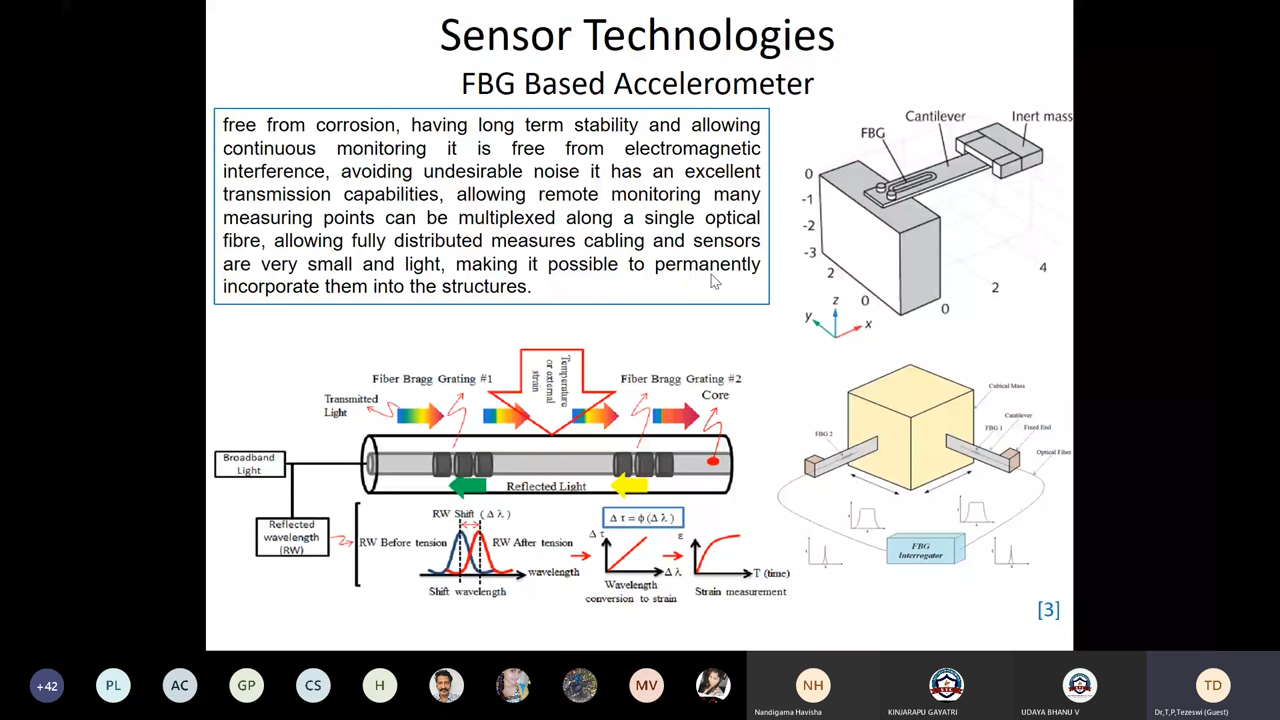 Sensor Technologies
FBG Based Accelerometer
free from corrosion, having long term stability and allowing
continuous monitoring it is free from electromagnetic
interference, avoiding undesirable noise it has an excellent
transmission capabilities, allowing remote monitoring many
measuring points can be multiplexed along a single optical
fibre, allowing fully distributed measures cabling and sensors
are very small and light, making it possible to permanently
incorporate them into the structures.
Cantilever
Inert mass
FBG
0
-1
-2
-3
2
0
0
2
4
z
y
x
Temperature
or external
strain
Fiber Bragg Grating #1
Fiber Bragg Grating #2
Core
Transmitted
Light
Broadband
Light
Reflected Light
Reflected
wavelength
(RW)
RW Shift (Δλ)
RW Before tension
RW After tension
wavelength
Shift wavelength
Δτ = ϕ(Δλ)
Δτ
Δλ
Wavelength
conversion to strain
ε
T (time)
Strain measurement
Cubical Mass
Cantilever
FBG 1
Fixed End
FBG 2
Optical Fiber
FBG
Interrogator
[3]
+42
PL
AC
GP
CS
H
MV
NH
TD
Nandigama Havisha
KINJARAPU GAYATRI
UDAYA BHANU V
Dr,T,P,Tezeswi (Guest)